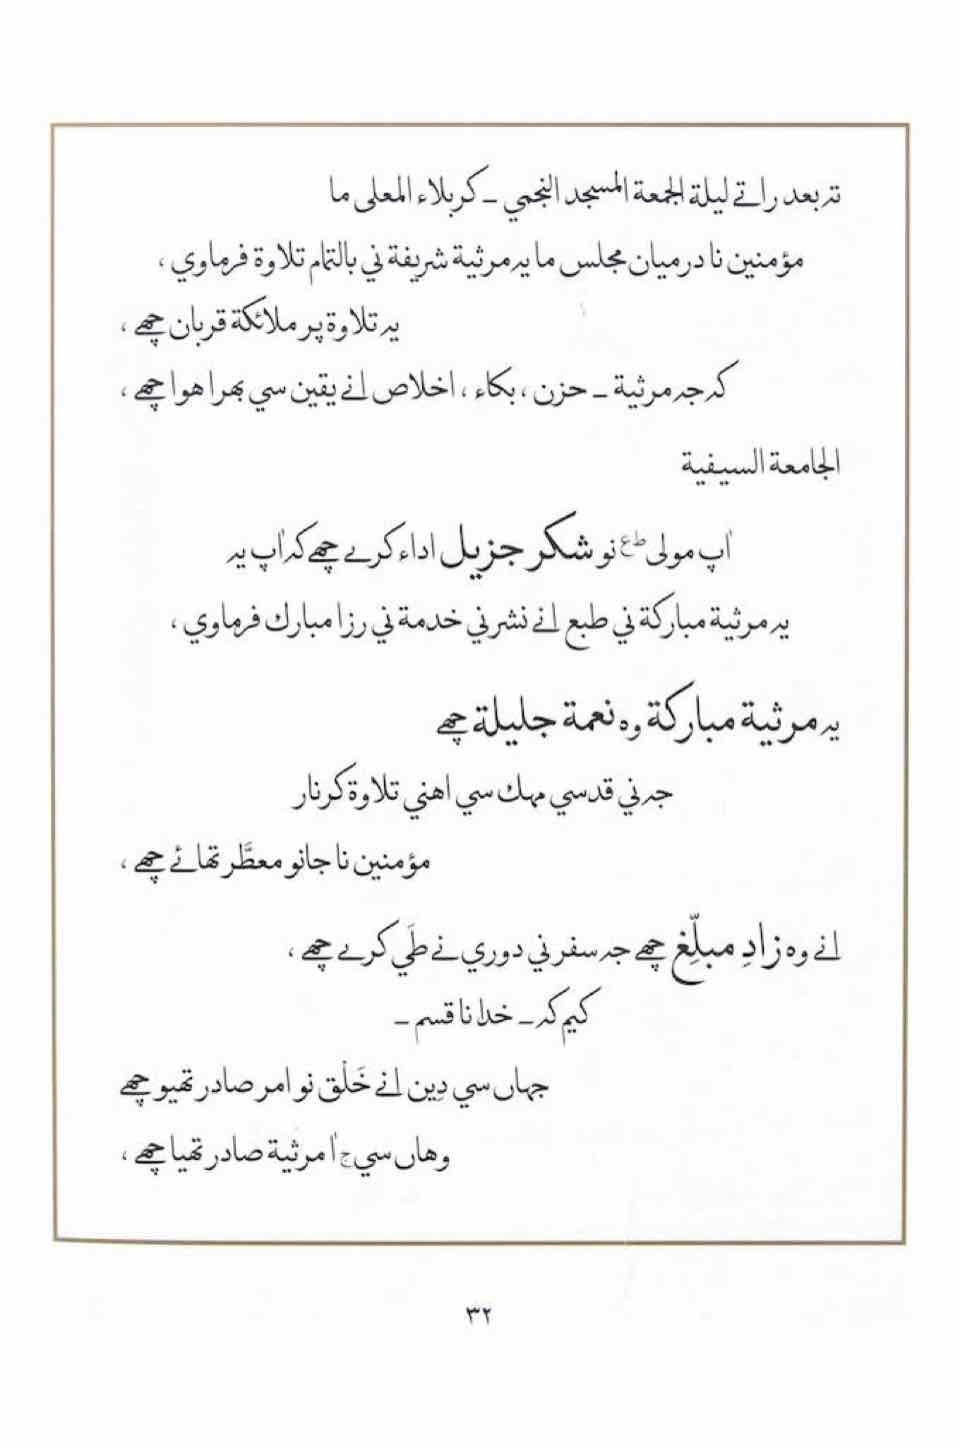 تہ بعد راتے ليلة الجمعة المسجد النجمي ـ كربلاء المعلى ما
مؤمنين نا درميان مجلس ما يہ مرثية شريفة ني بالتمام تلاوة فرماوي ،
يہ تلاوة پر ملائكة قربان چھے ،
كہ جہ مرثية ـ حزن ، بكاء ، اخلاص انے يقين سي بھرا هوا چھے ،
الجامعة السيفية
اٰپ مولى ط ع نو شكر جزيل اداء كرے چھے كہ اٰپ يہ
يہ مرثية مباركة ني طبع انے نشر ني خدمة ني رزا مبارك فرماوي ،
يہ مرثية مباركة وہ نعمة جليلة چھے
جہ ني قدسي مهك سي اهني تلاوة كرنار
مؤمنين نا جانو معطَّر تھائے چھے ،
انے وہ زادِ مبلِّغ چھے جہ سفر ني دوري نے طَي كرے چھے ،
كيم كہ ـ خدا نا قسم ـ
جهاں سي دِين انے خَلْق نو امر صادر تھيو چھے
وهاں سي ج اٰ مرثية صادر تھيا چھے ،
٣٢